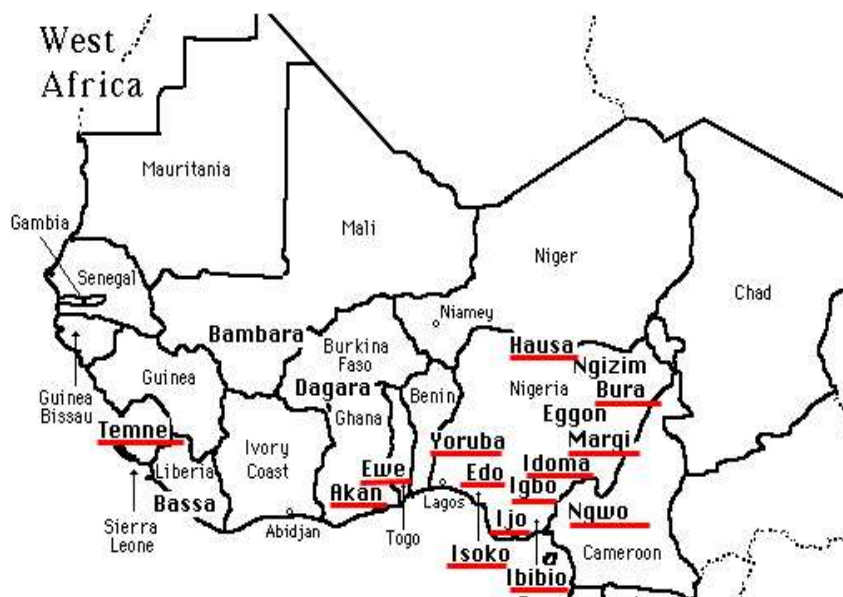 West
Africa
Mauritania
Gambia
Mali
Senegal
Niger
Chad
Niamey
Bambara
Burkina
Faso
Hausa
Ngizim
Guinea
Guinea
Bissau
Dagara
Benin
Nigeria
Bura
Ghana
Eggon
Temne
Ivory
Coast
Yoruba
Margi
Liberia
Ewe
Edo
Idoma
Igbo
Bassa
Akan
Lagos
Ijo
Ngwo
Sierra
Leone
Abidjan
Togo
Isoko
Cameroon
Ibibio